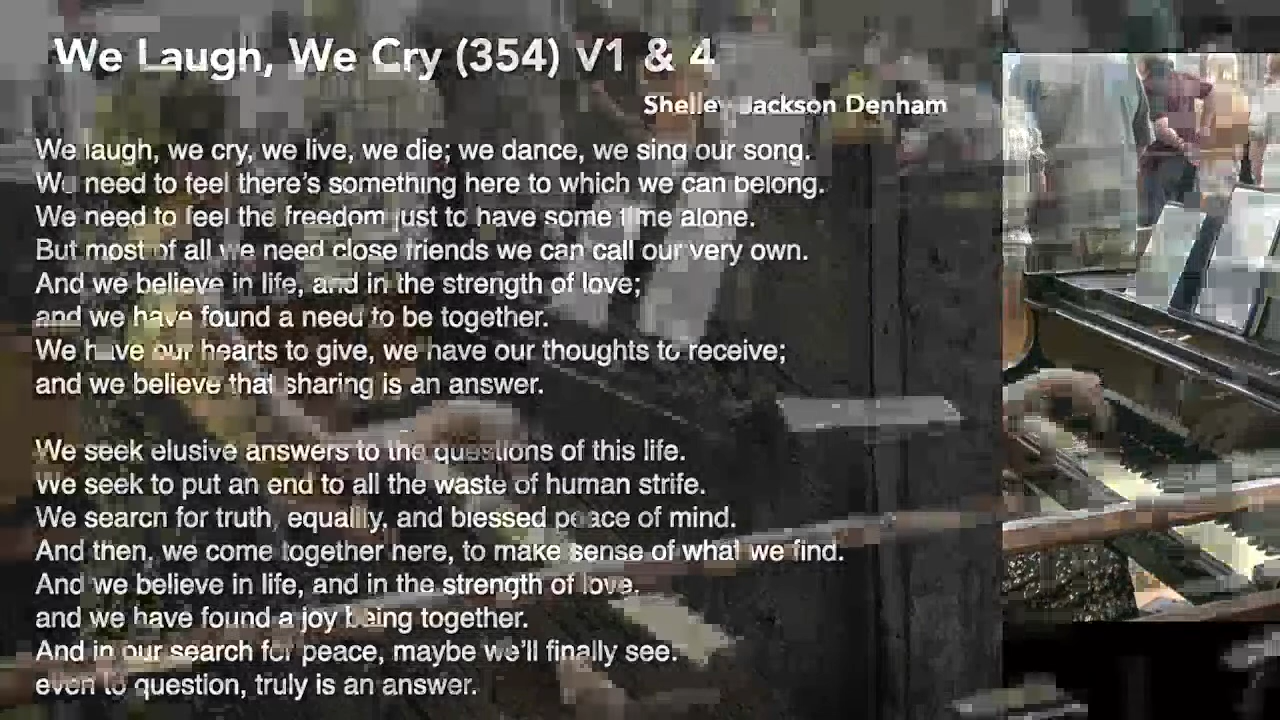 We Laugh, We Cry (354) V1 & 4
Shelley Jackson Denham
We laugh, we cry, we live, we die; we dance, we sing our song.
We need to feel there's something here to which we can belong.
We need to feel the freedom just to have some time alone.
But most of all we need close friends we can call our very own.
And we believe in life, and in the strength of love;
and we have found a need to be together.
We have our hearts to give, we have our thoughts to receive;
and we believe that sharing is an answer.
We seek elusive answers to the questions of this life.
We seek to put an end to all the waste of human strife.
We search for truth, equality, and blessed peace of mind.
And then, we come together here, to make sense of what we find.
And we believe in life, and in the strength of love.
and we have found a joy being together.
And in our search for peace, maybe we'll finally see.
even to question, truly is an answer.